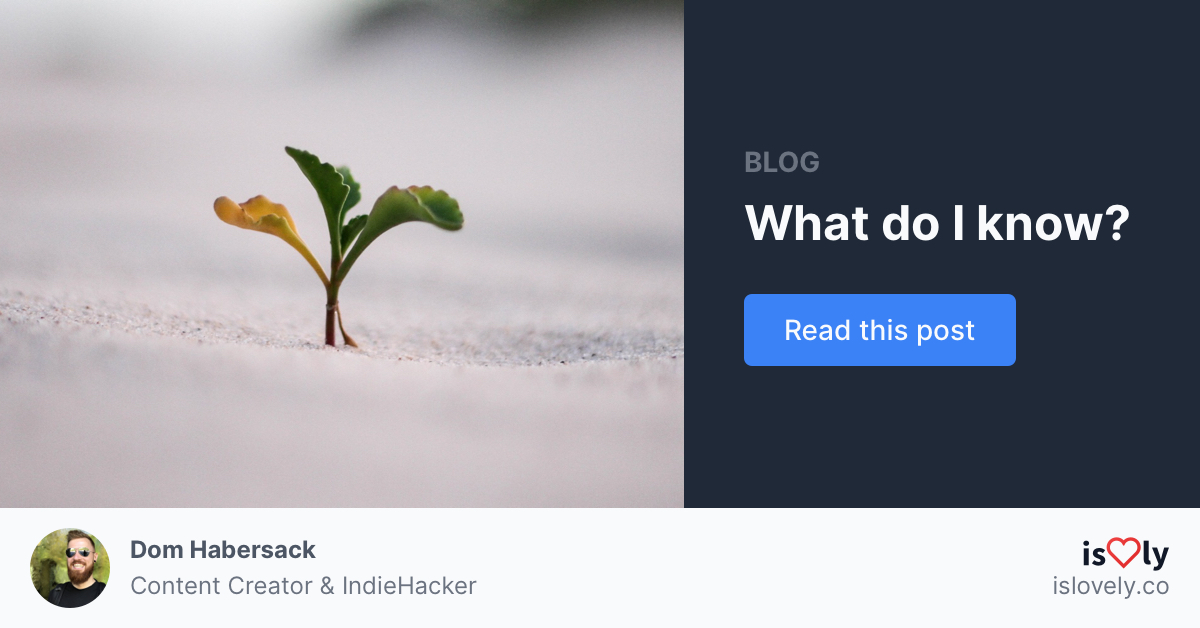 BLOG
What do I know?
Read this post
Dom Habersack
Content Creator & IndieHacker
is♡ly
islovely.co